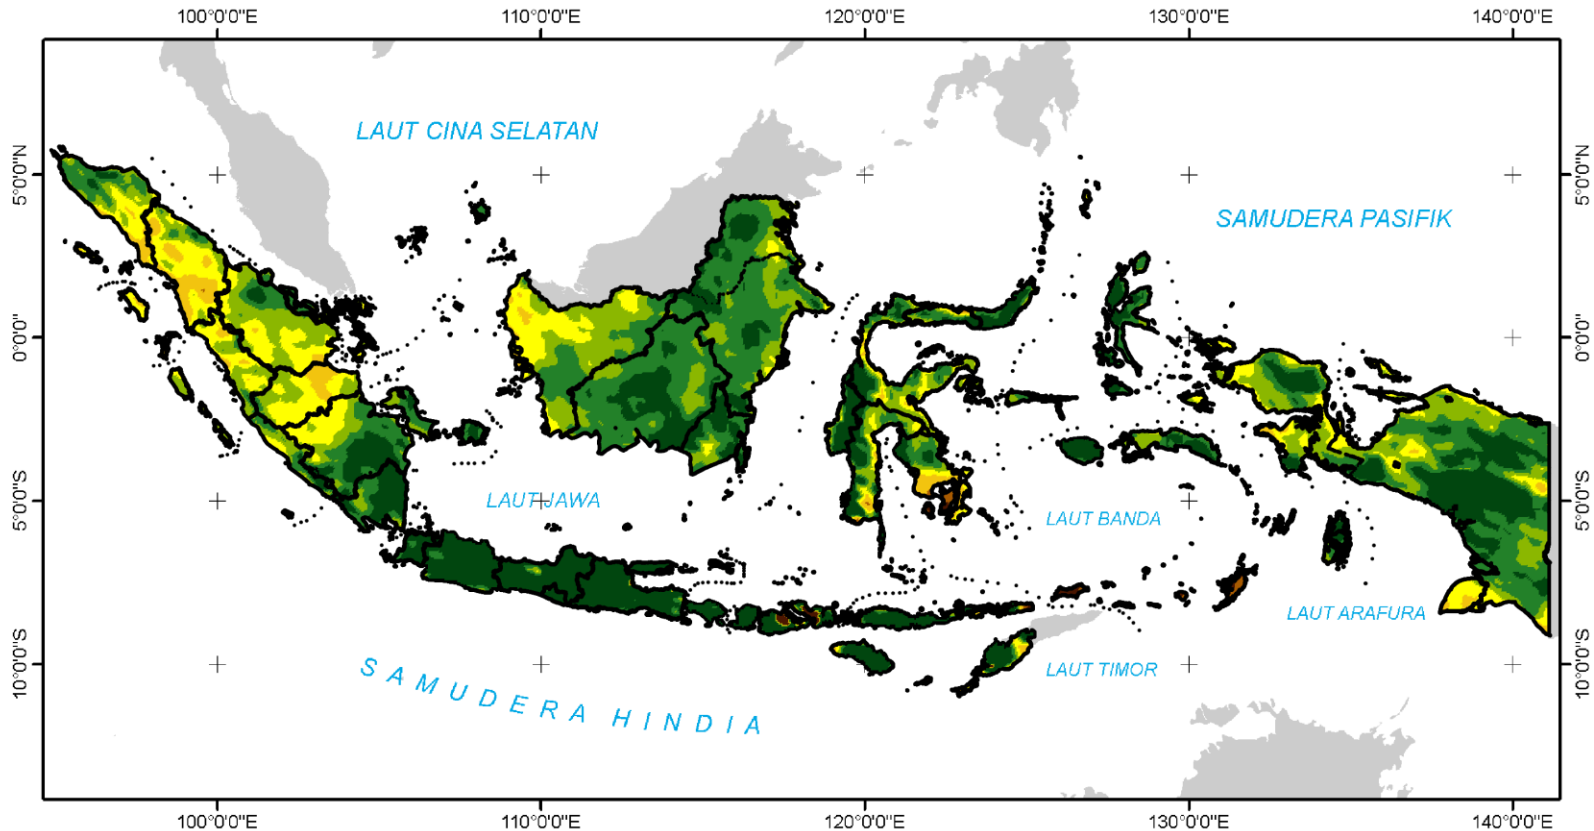 100°0'0"E 110°0'0"E 120°0'0"E 130°0'0"E 140°0'0"E
LAUT CINA SELATAN
5°0'0"N 5°0'0"N
SAMUDERA PASIFIK
0°0'0" 0°0'0"
LAUT JAWA
5°0'0"S 5°0'0"S
LAUT BANDA
LAUT ARAFURA
10°0'0"S 10°0'0"S
LAUT TIMOR
SAMUDERA HINDIA
100°0'0"E 110°0'0"E 120°0'0"E 130°0'0"E 140°0'0"E